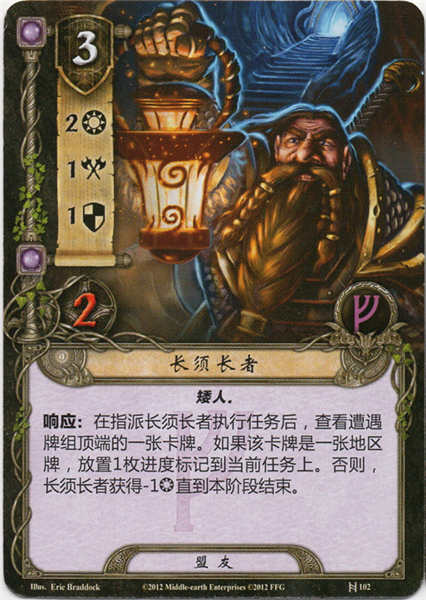 3
2
1
1
2
长须长者
矮人.
响应：在指派长须长者执行任务后，查看遭遇
牌组顶端的一张卡牌。如果该卡牌是一张地区
牌，放置1枚进度标记到当前任务上。否则，
长须长者获得-1直到本阶段结束。
盟友
Illus. Eric Braddock
©2012 Middle-earth Enterprises ©2012 FFG
102